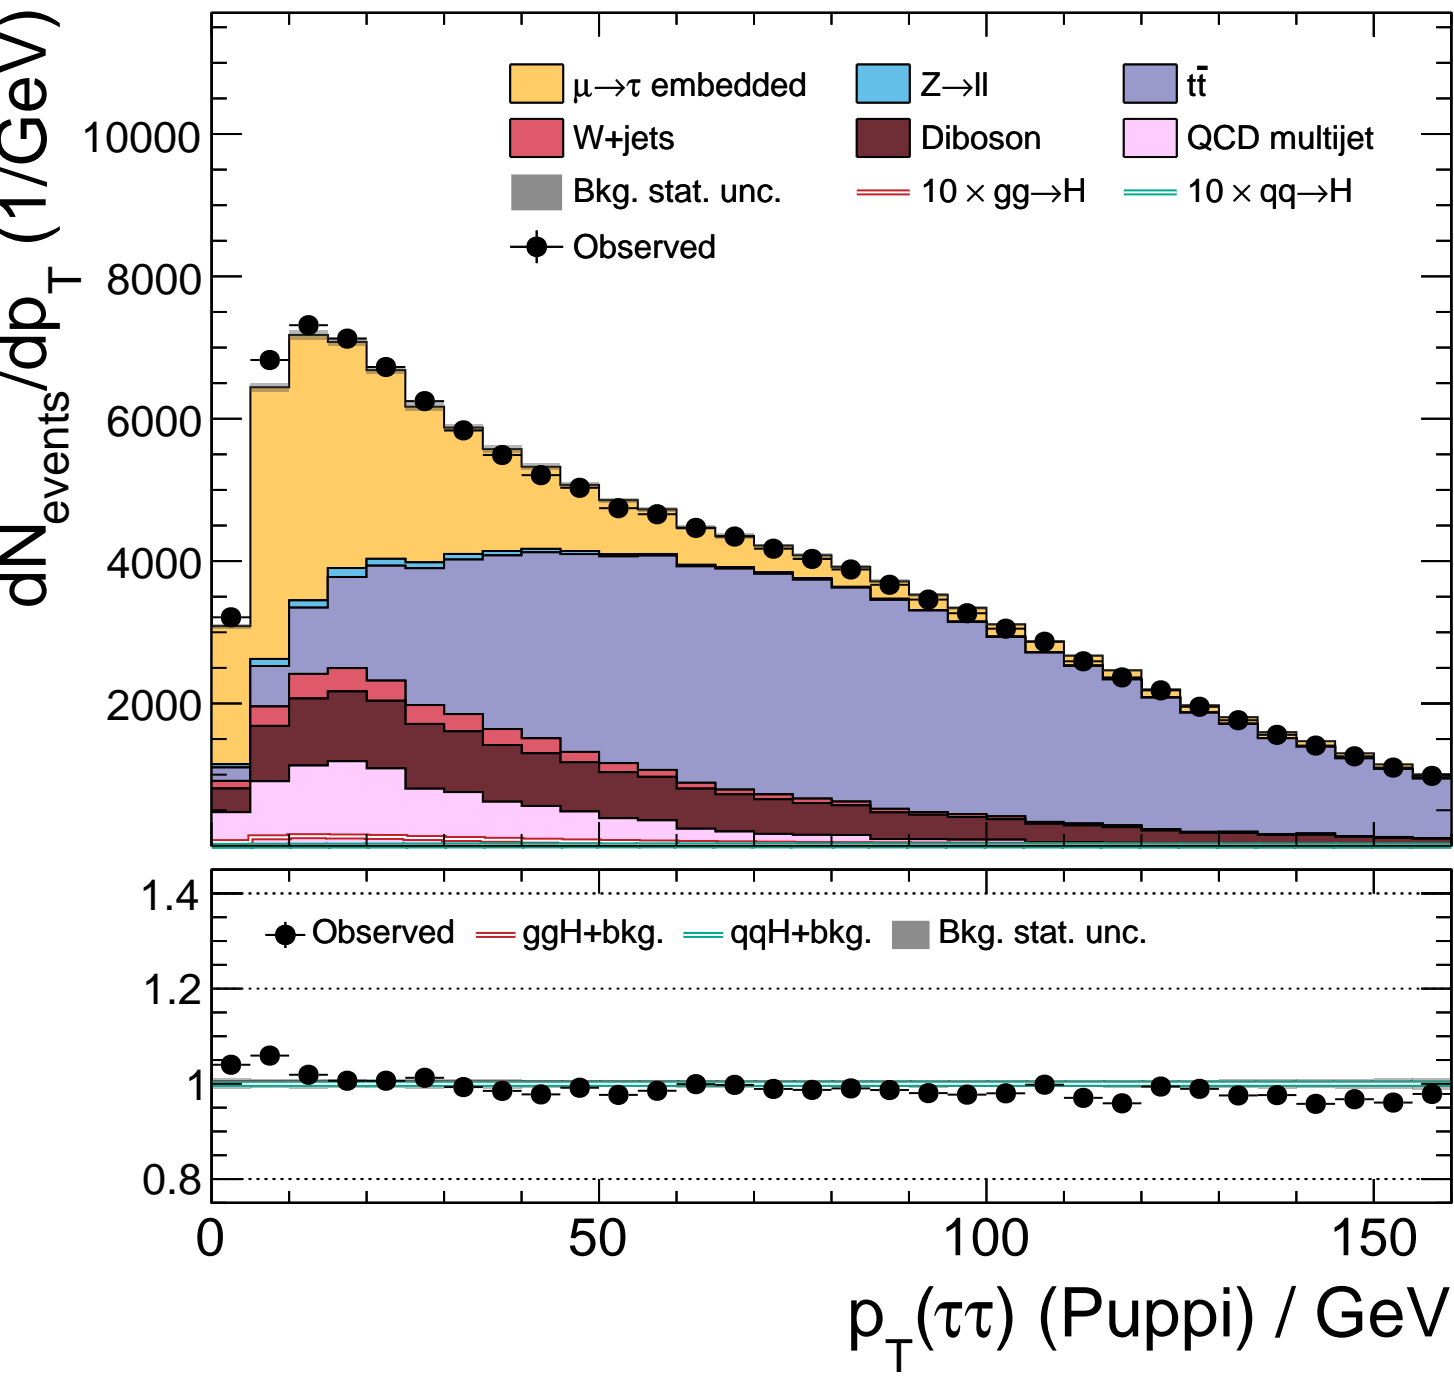 dN_events/dp_T (1/GeV)
μ→τ embedded Z→ll tt̄
W+jets Diboson QCD multijet
Bkg. stat. unc. 10 × gg→H 10 × qq→H
Observed
10000
8000
6000
4000
2000
Observed ggH+bkg. qqH+bkg. Bkg. stat. unc.
1.4
1.2
1
0.8
0 50 100 150
p_T(ττ) (Puppi) / GeV